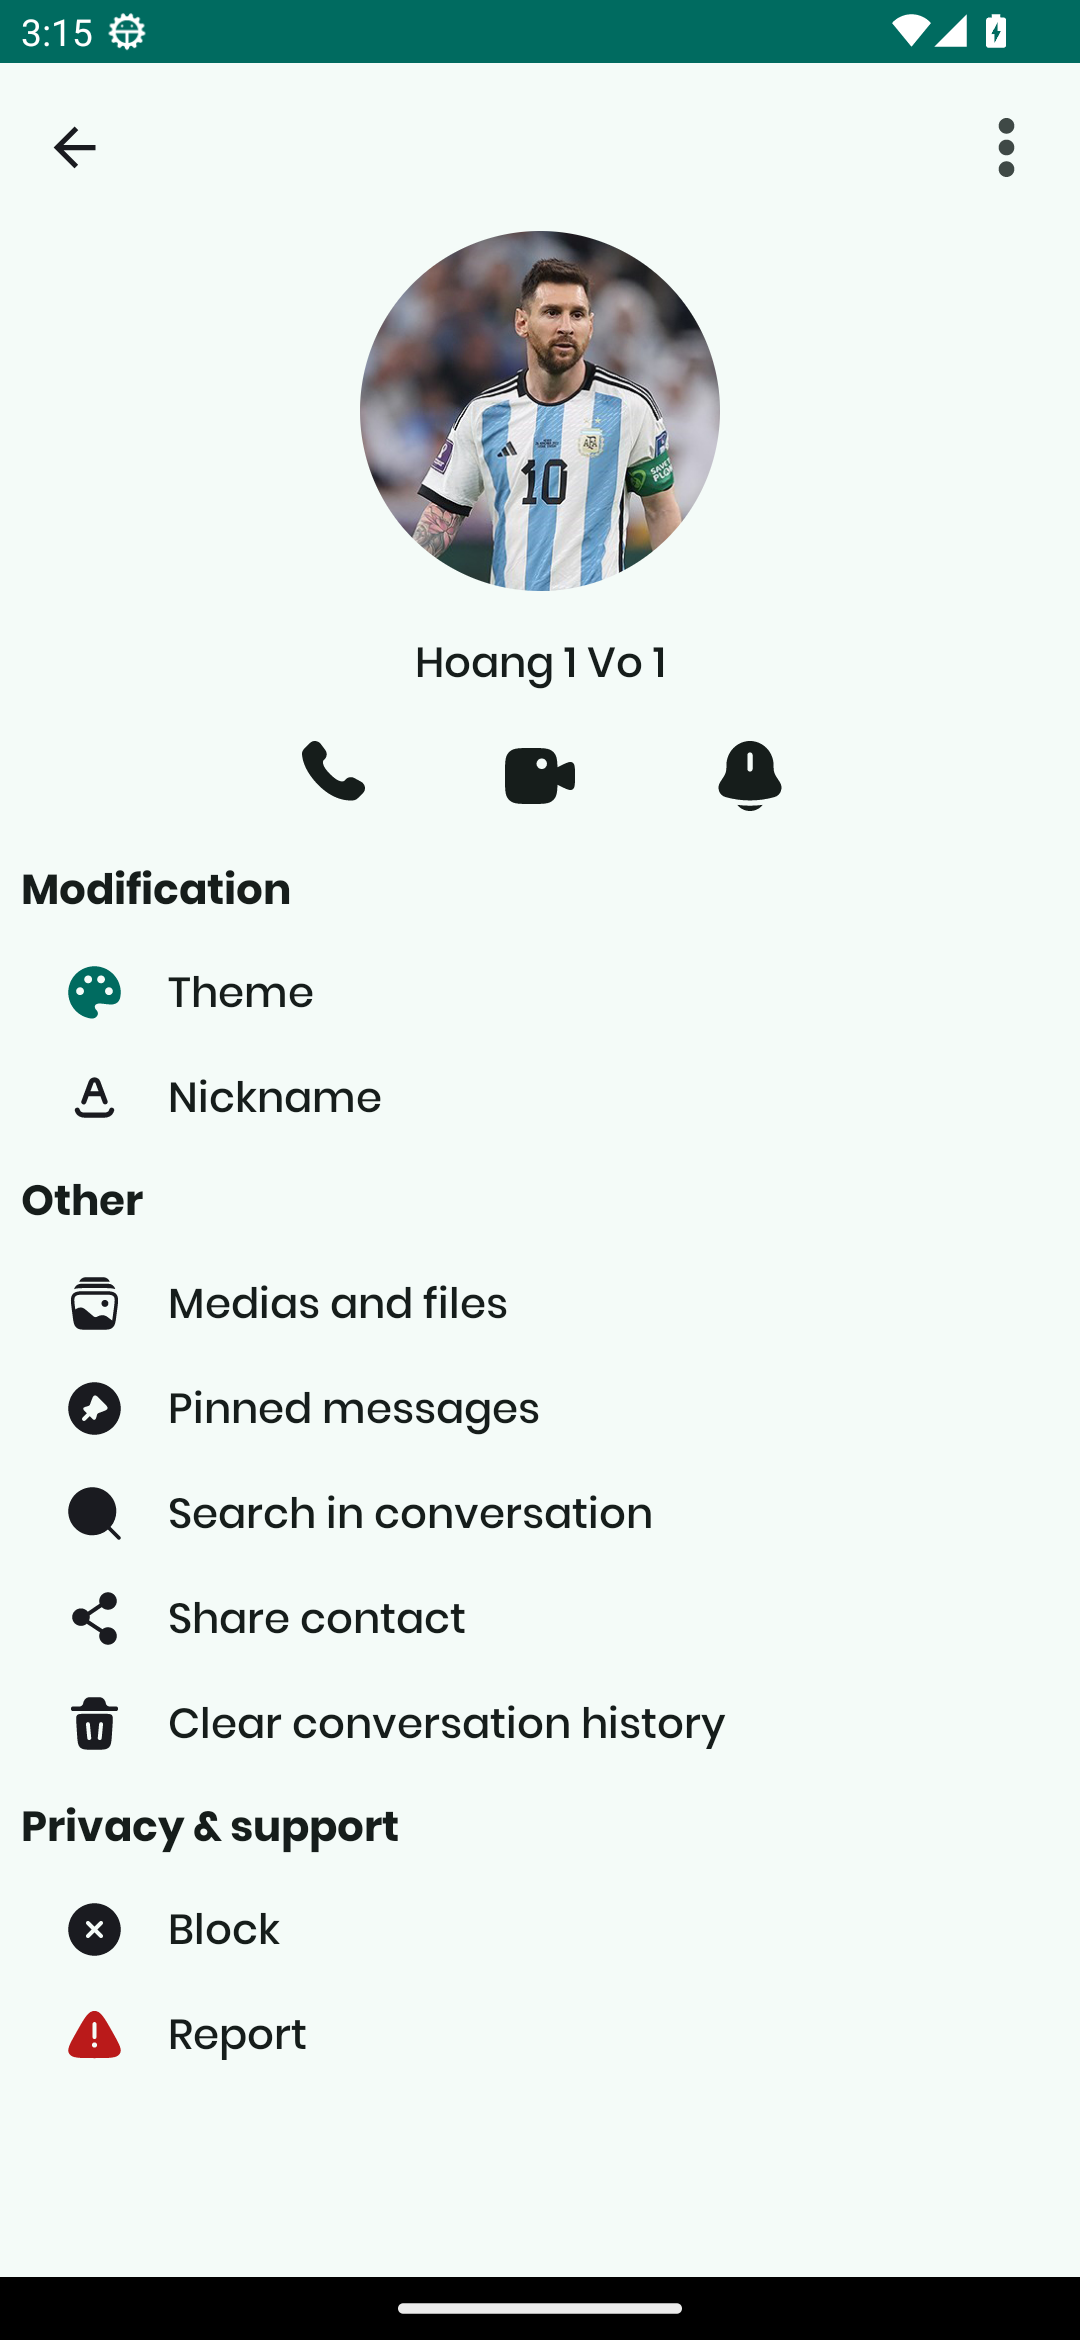 3:15
10
Hoang 1 Vo 1
Modification
Theme
Nickname
Other
Medias and files
Pinned messages
Search in conversation
Share contact
Clear conversation history
Privacy & support
Block
Report